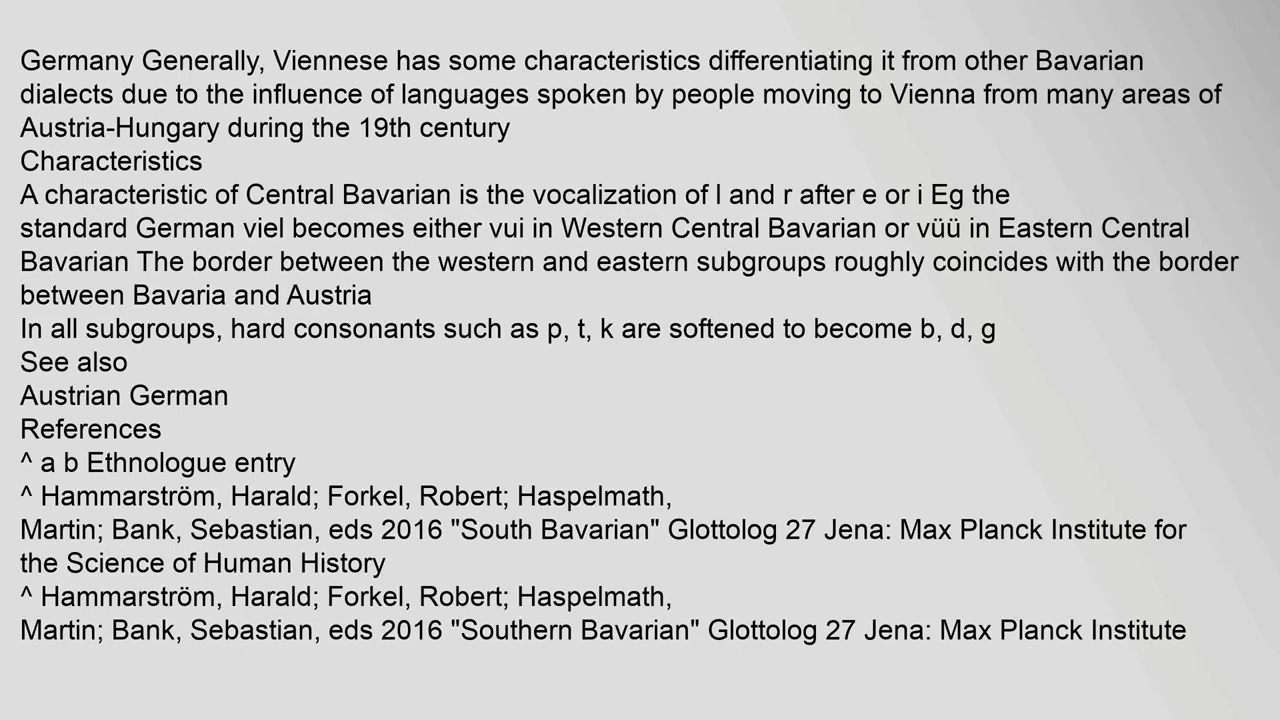 Germany Generally, Viennese has some characteristics differentiating it from other Bavarian
dialects due to the influence of languages spoken by people moving to Vienna from many areas of
Austria-Hungary during the 19th century
Characteristics
A characteristic of Central Bavarian is the vocalization of l and r after e or i Eg the
standard German viel becomes either vui in Western Central Bavarian or vüü in Eastern Central
Bavarian The border between the western and eastern subgroups roughly coincides with the border
between Bavaria and Austria
In all subgroups, hard consonants such as p, t, k are softened to become b, d, g
See also
Austrian German
References
^ a b Ethnologue entry
^ Hammarström, Harald; Forkel, Robert; Haspelmath,
Martin; Bank, Sebastian, eds 2016 "South Bavarian" Glottolog 27 Jena: Max Planck Institute for
the Science of Human History
^ Hammarström, Harald; Forkel, Robert; Haspelmath,
Martin; Bank, Sebastian, eds 2016 "Southern Bavarian" Glottolog 27 Jena: Max Planck Institute